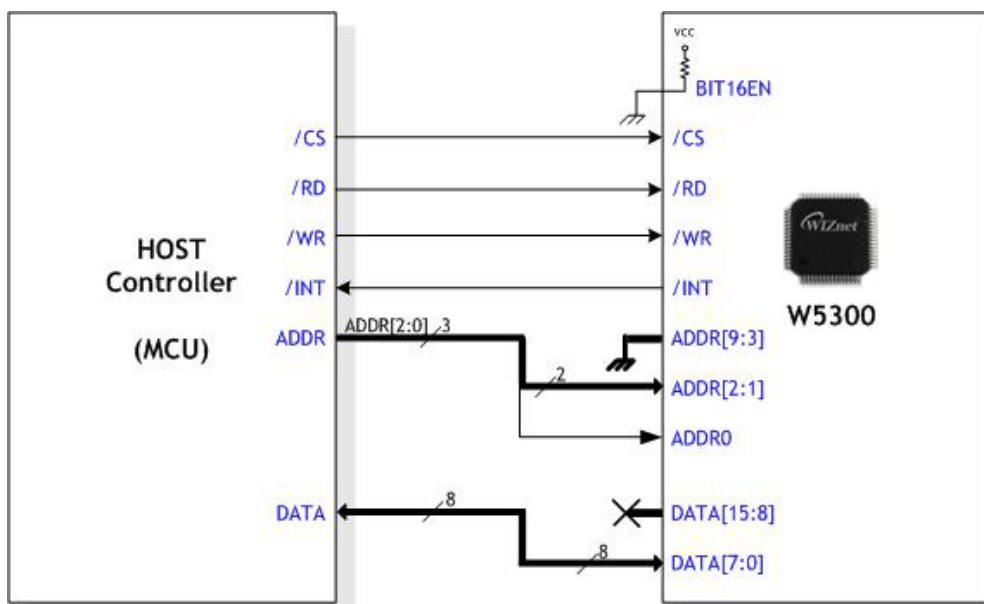 vcc
BIT16EN
/CS
/CS
/RD
/RD
/WR
/WR
/INT
/INT
HOST
Controller
(MCU)
WIZnet
W5300
ADDR
ADDR[2:0]
3
ADDR[9:3]
2
ADDR[2:1]
ADDR0
DATA
8
DATA[15:8]
8
DATA[7:0]